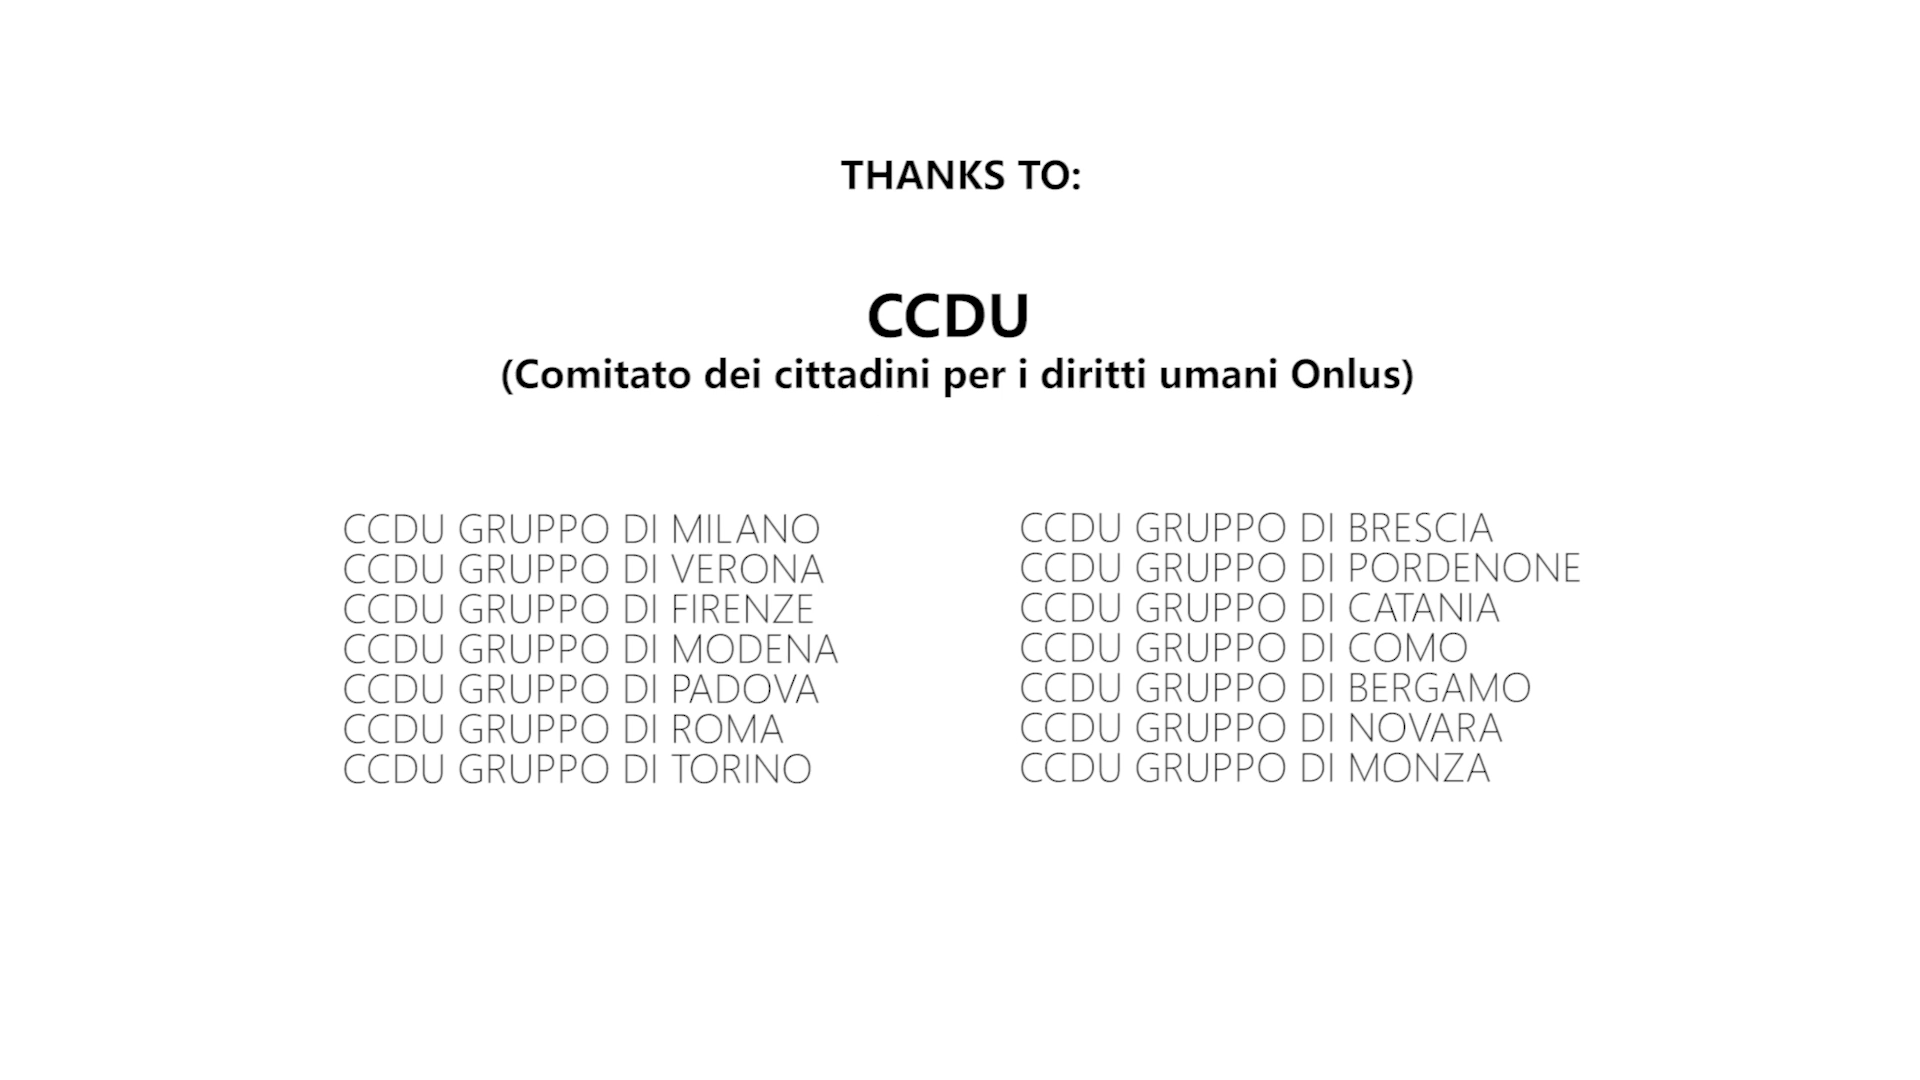 THANKS TO:
CCDU
(Comitato dei cittadini per i diritti umani Onlus)
CCDU GRUPPO DI MILANO
CCDU GRUPPO DI VERONA
CCDU GRUPPO DI FIRENZE
CCDU GRUPPO DI MODENA
CCDU GRUPPO DI PADOVA
CCDU GRUPPO DI ROMA
CCDU GRUPPO DI TORINO
CCDU GRUPPO DI BRESCIA
CCDU GRUPPO DI PORDENONE
CCDU GRUPPO DI CATANIA
CCDU GRUPPO DI COMO
CCDU GRUPPO DI BERGAMO
CCDU GRUPPO DI NOVARA
CCDU GRUPPO DI MONZA